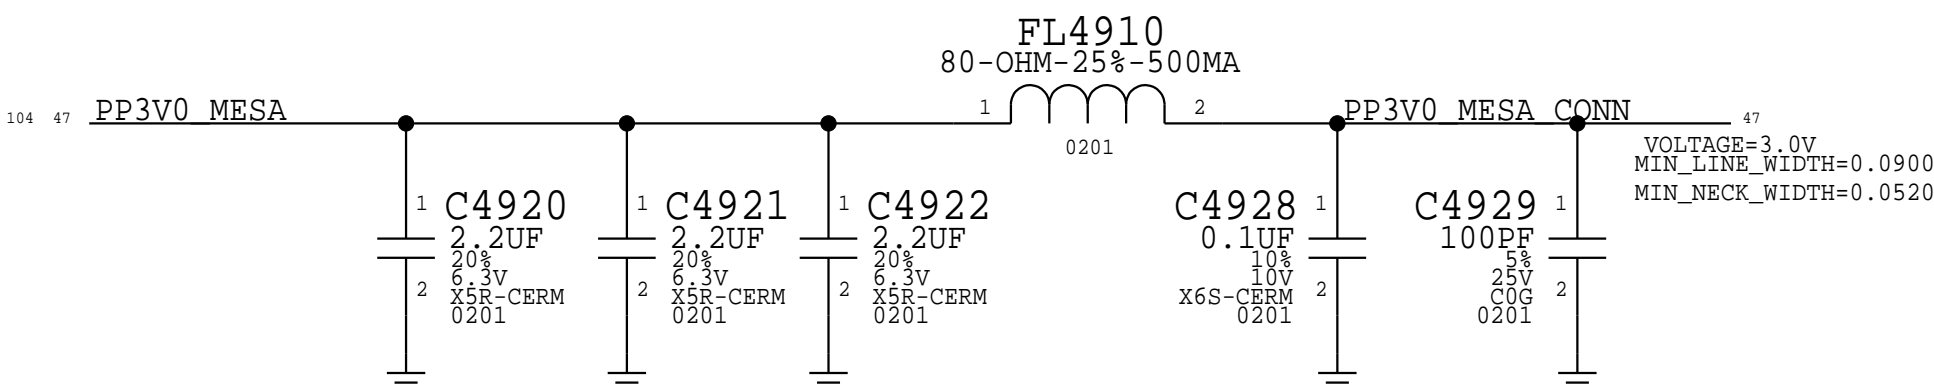 FL4910
80-OHM-25%-500MA
104 47 PP3V0_MESA
1 2
PP3V0_MESA_CONN 47
0201
VOLTAGE=3.0V
MIN_LINE_WIDTH=0.0900
MIN_NECK_WIDTH=0.0520
1 C4920
2.2UF
20%
6.3V
2 X5R-CERM
0201
1 C4921
2.2UF
20%
6.3V
2 X5R-CERM
0201
1 C4922
2.2UF
20%
6.3V
2 X5R-CERM
0201
C4928 1
0.1UF
10%
10V
X6S-CERM 2
0201
C4929 1
100PF
5%
25V
C0G 2
0201